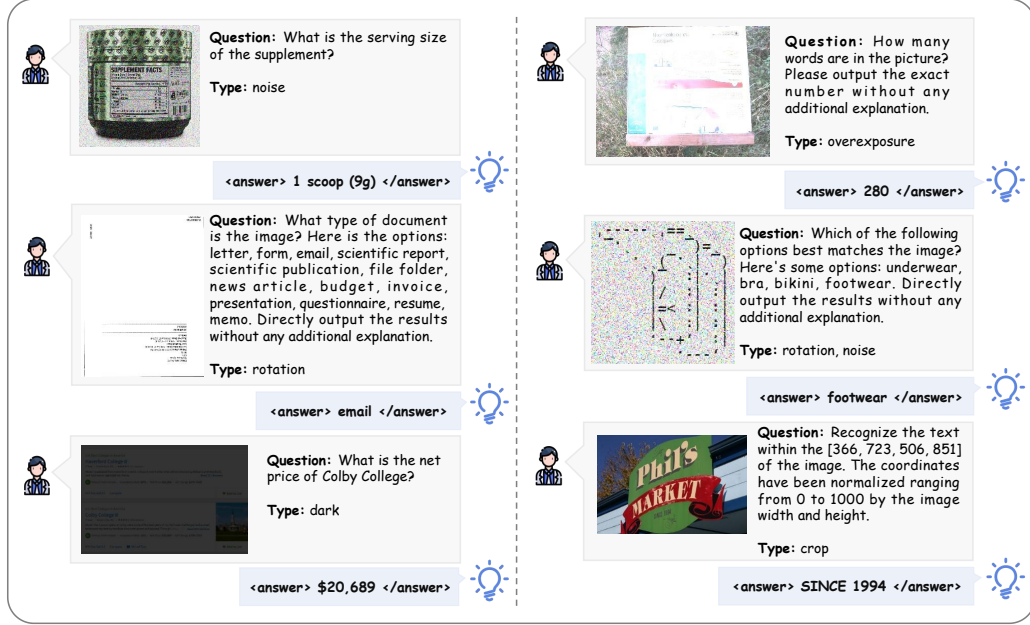 Question: What is the serving size
of the supplement?
Type: noise
SUPPLEMENT FACTS
<answer> 1 scoop (9g) </answer>
Question: What type of document
is the image? Here is the options:
letter, form, email, scientific report,
scientific publication, file folder,
news article, budget, invoice,
presentation, questionnaire, resume,
memo. Directly output the results
without any additional explanation.
Type: rotation
<answer> email </answer>
Question: What is the net
price of Colby College?
Type: dark
<answer> $20,689 </answer>
Question: How many
words are in the picture?
Please output the exact
number without any
additional explanation.
Type: overexposure
<answer> 280 </answer>
Question: Which of the following
options best matches the image?
Here's some options: underwear,
bra, bikini, footwear. Directly
output the results without any
additional explanation.
Type: rotation, noise
<answer> footwear </answer>
Phil's
MARKET
Question: Recognize the text
within the [366, 723, 506, 851]
of the image. The coordinates
have been normalized ranging
from 0 to 1000 by the image
width and height.
Type: crop
<answer> SINCE 1994 </answer>